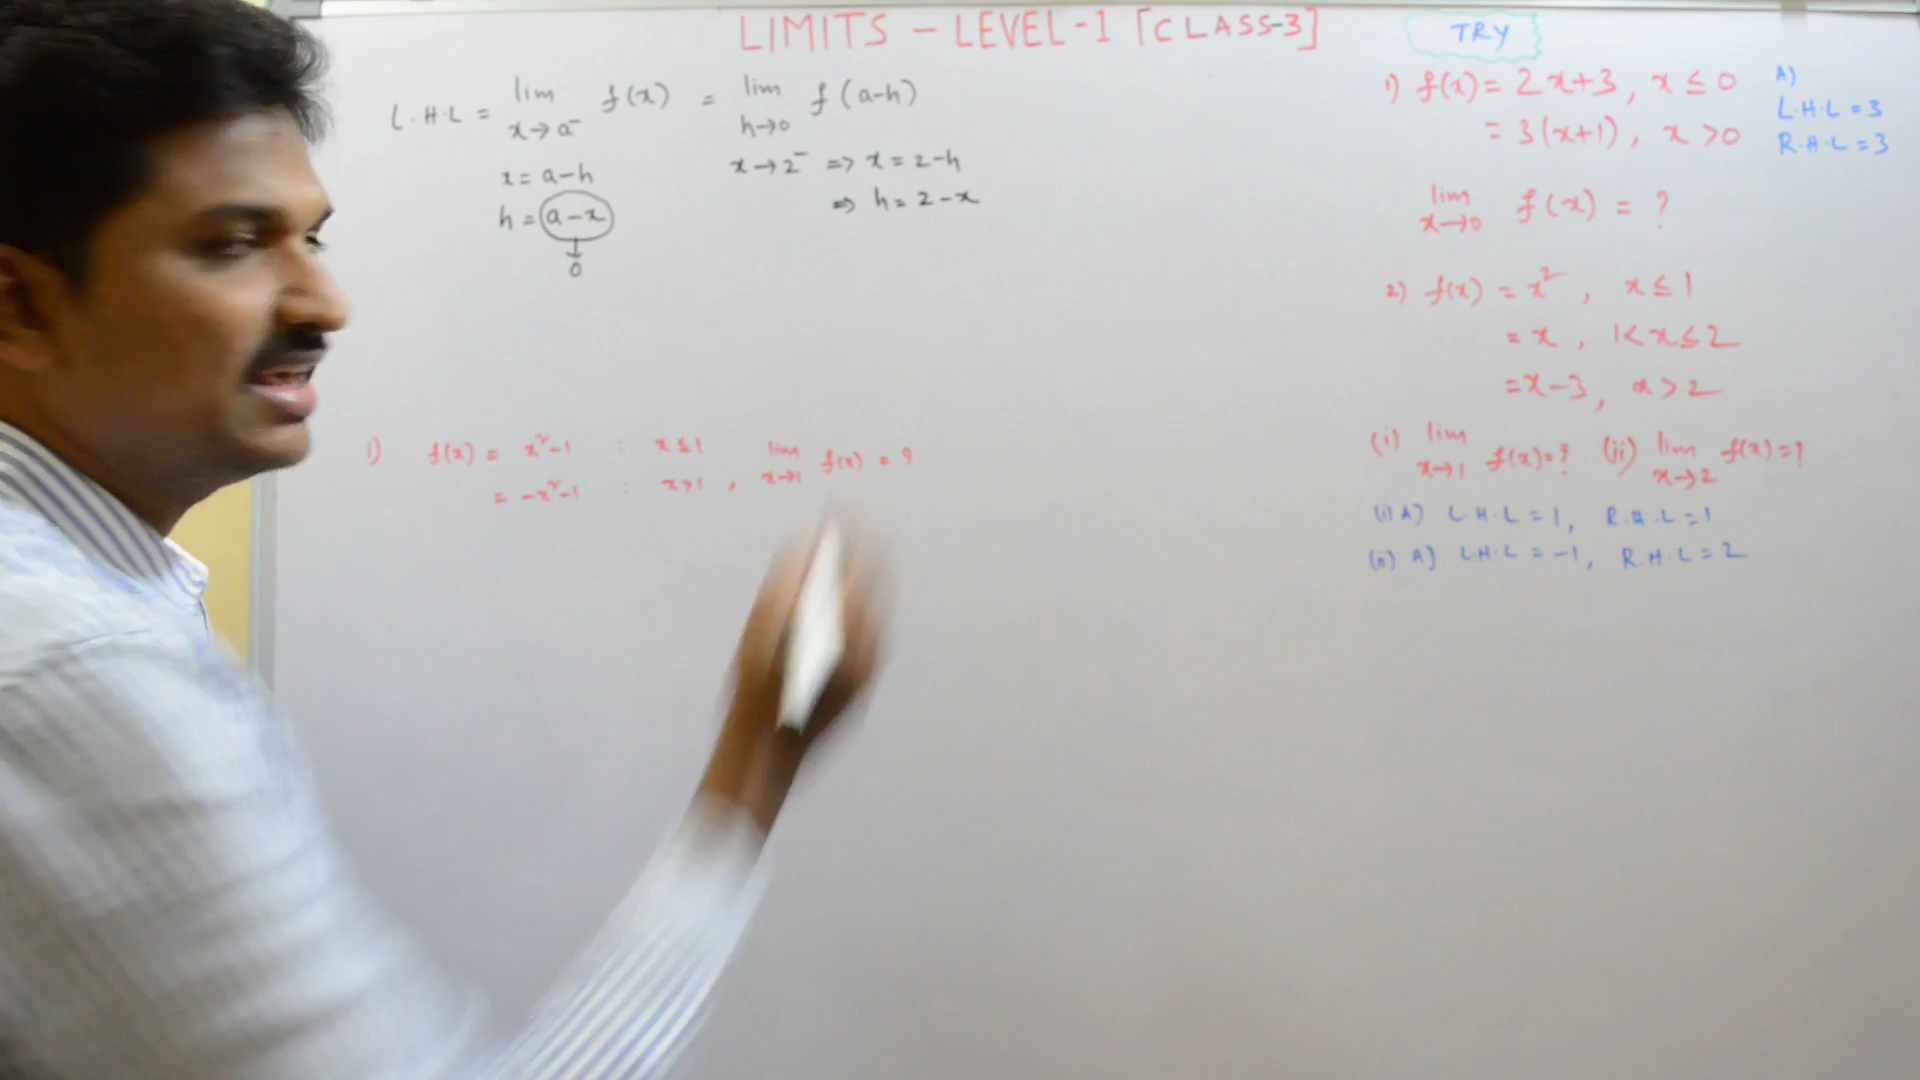 LIMITS - LEVEL-1 [CLASS-3]
L.H.L = lim x→a⁻ f(x) = lim h→0 f(a-h)
x = a-h
h = a-x
↓
0
x→2⁻ ⇒ x = 2-h
⇒ h = 2-x
1) f(x) = x²-1 : x ≤ 1
= -x²-1 : x>1 , lim x→1 f(x) = ?
TRY
1) f(x) = 2x+3, x ≤ 0
= 3(x+1), x >0
A)
L.H.L = 3
R.H.L = 3
lim x→0 f(x) = ?
2) f(x) = x² , x ≤ 1
= x , 1< x ≤ 2
= x-3, x > 2
(i) lim x→1 f(x)=? (ii) lim x→2 f(x)=?
(i) A) L.H.L = 1, R.H.L = 1
(ii) A) L.H.L = -1, R.H.L = 2